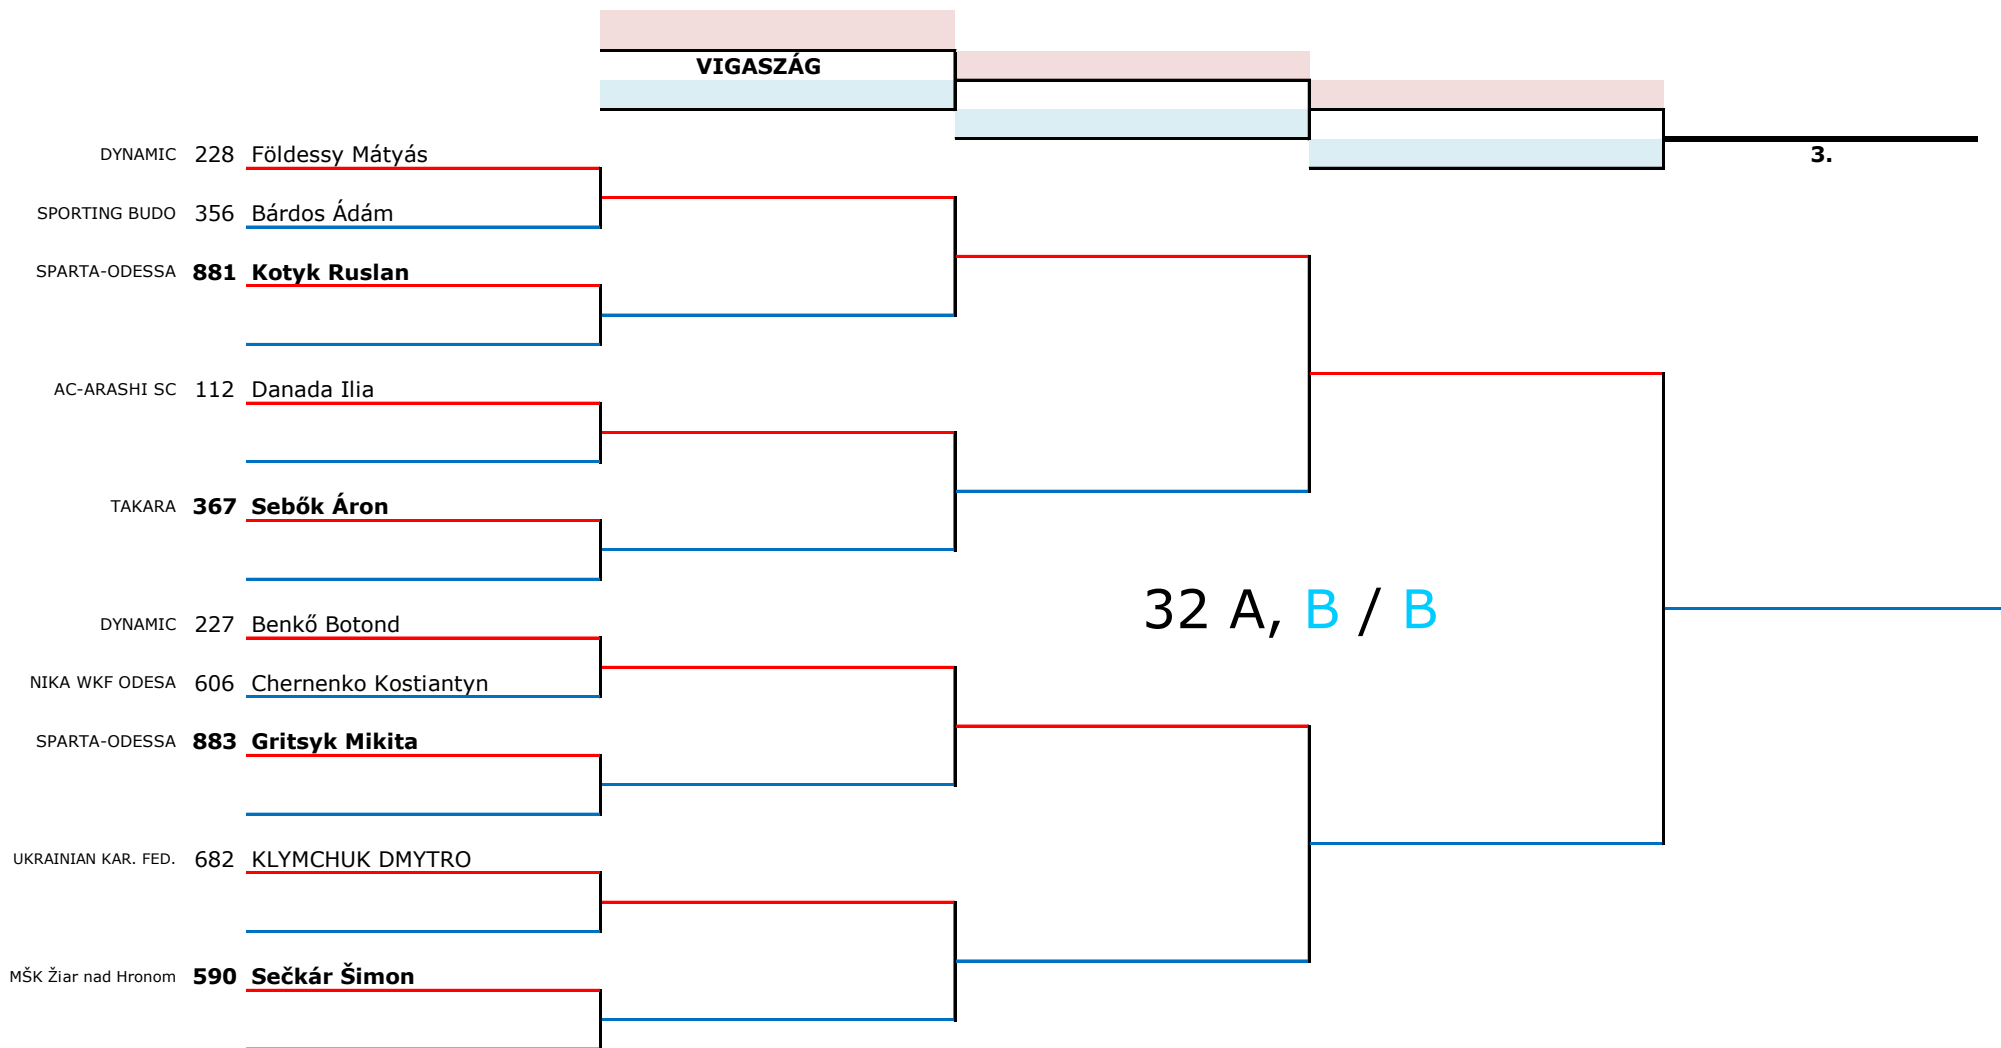 VIGASZÁG
3.
DYNAMIC 228 Földessy Mátyás
SPORTING BUDO 356 Bárdos Ádám
SPARTA-ODESSA 881 Kotyk Ruslan
AC-ARASHI SC 112 Danada Ilia
TAKARA 367 Sebők Áron
32 A, B / B
DYNAMIC 227 Benkő Botond
NIKA WKF ODESA 606 Chernenko Kostiantyn
SPARTA-ODESSA 883 Gritsyk Mikita
UKRAINIAN KAR. FED. 682 KLYMCHUK DMYTRO
MŠK Žiar nad Hronom 590 Sečkár Šimon